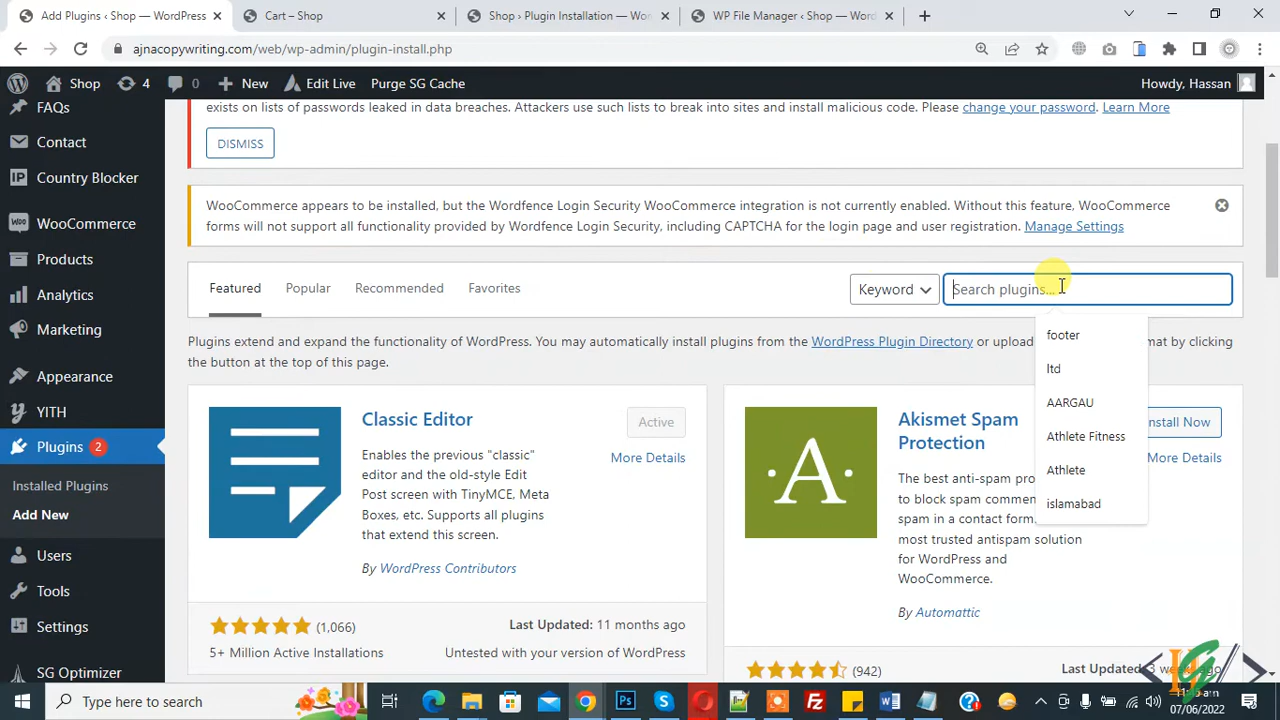 Add Plugins ‹ Shop — WordPress
Cart – Shop
Shop › Plugin Installation — Wor
WP File Manager ‹ Shop — Word
ajnacopywriting.com/web/wp-admin/plugin-install.php
Shop
4
0
New
Edit Live
Purge SG Cache
Howdy, Hassan
FAQs
Contact
Country Blocker
WooCommerce
Products
Analytics
Marketing
Appearance
YITH
Plugins 2
Installed Plugins
Add New
Users
Tools
Settings
SG Optimizer
exists on lists of passwords leaked in data breaches. Attackers use such lists to break into sites and install malicious code. Please change your password. Learn More
DISMISS
WooCommerce appears to be installed, but the Wordfence Login Security WooCommerce integration is not currently enabled. Without this feature, WooCommerce
forms will not support all functionality provided by Wordfence Login Security, including CAPTCHA for the login page and user registration. Manage Settings
Featured
Popular
Recommended
Favorites
Keyword
Search plugins...
footer
ltd
AARGAU
Athlete Fitness
Athlete
islamabad
Plugins extend and expand the functionality of WordPress. You may automatically install plugins from the WordPress Plugin Directory or upload mat by clicking
the button at the top of this page.
Classic Editor
Active
More Details
Enables the previous "classic"
editor and the old-style Edit
Post screen with TinyMCE, Meta
Boxes, etc. Supports all plugins
that extend this screen.
By WordPress Contributors
(1,066)
5+ Million Active Installations
Last Updated: 11 months ago
Untested with your version of WordPress
Akismet Spam
Protection
nstall Now
More Details
The best anti-spam pro
to block spam commen
spam in a contact form.
most trusted antispam solution
for WordPress and
WooCommerce.
By Automattic
(942)
Last Updated: 3 week ago
Type here to search
07/06/2022